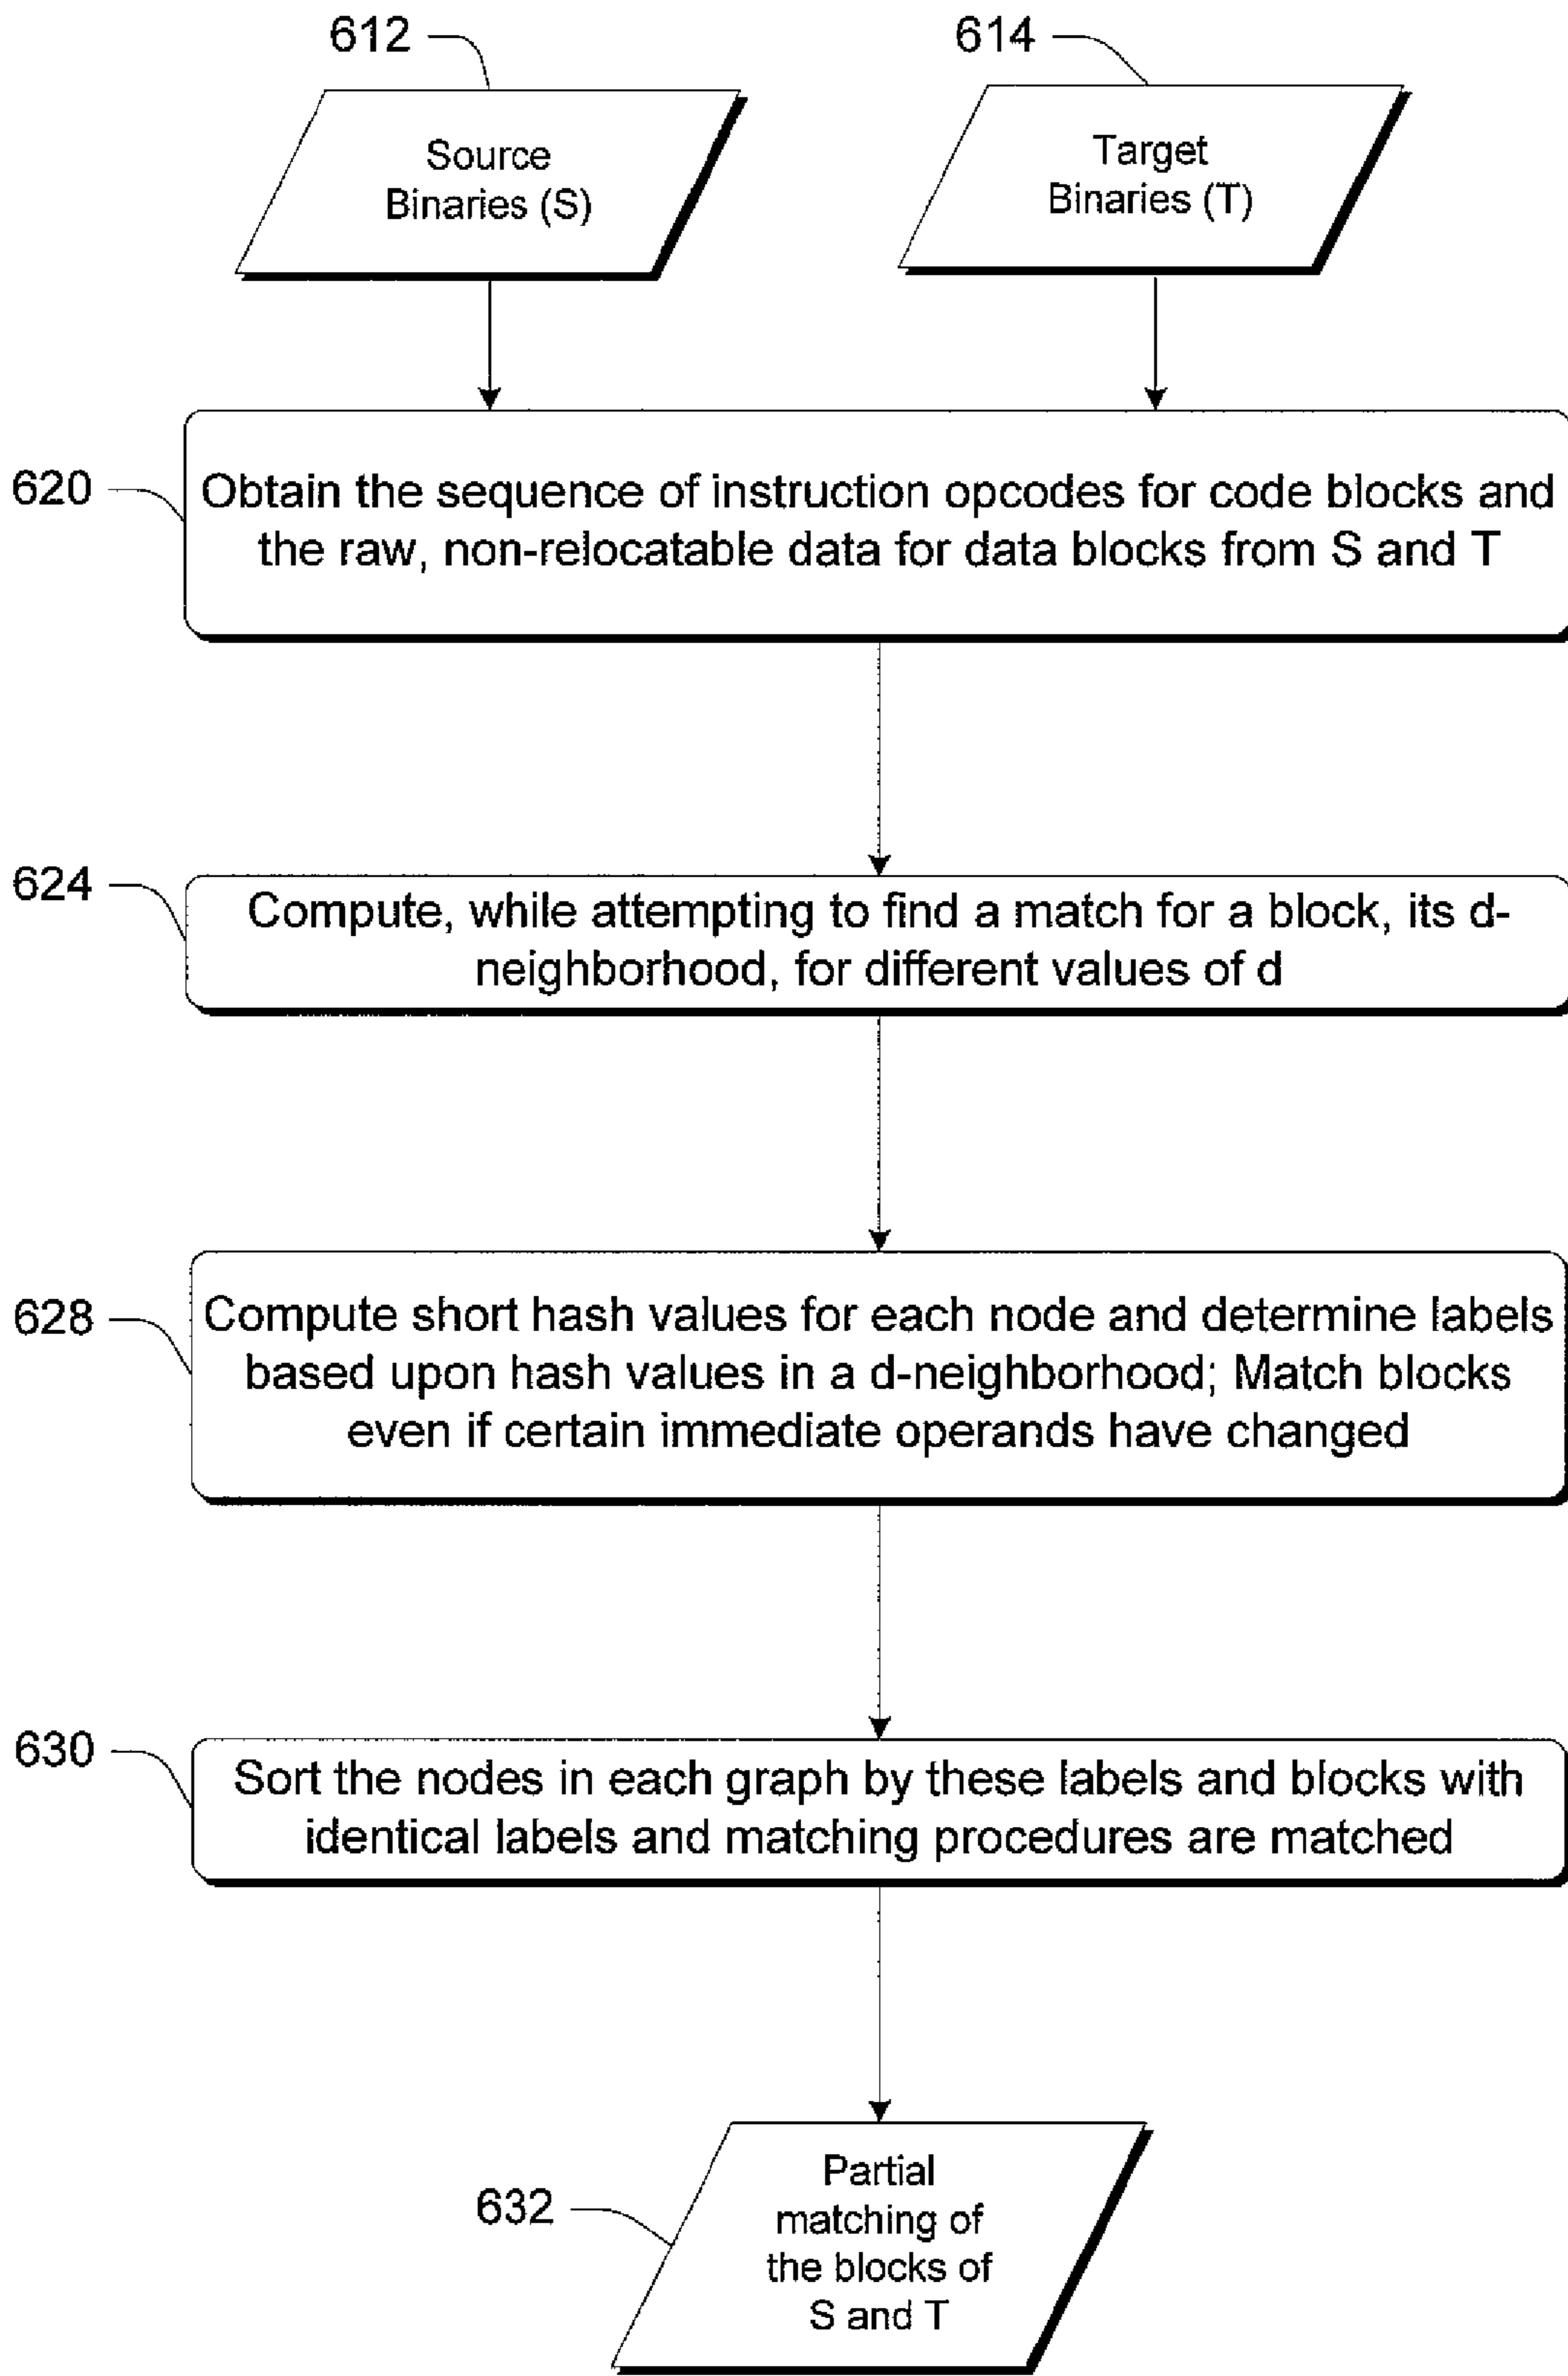 612
614
Source
Binaries (S)
Target
Binaries (T)
620
Obtain the sequence of instruction opcodes for code blocks and
the raw, non-relocatable data for data blocks from S and T
624
Compute, while attempting to find a match for a block, its d-
neighborhood, for different values of d
628
Compute short hash values for each node and determine labels
based upon hash values in a d-neighborhood; Match blocks
even if certain immediate operands have changed
630
Sort the nodes in each graph by these labels and blocks with
identical labels and matching procedures are matched
632
Partial
matching of
the blocks of
S and T